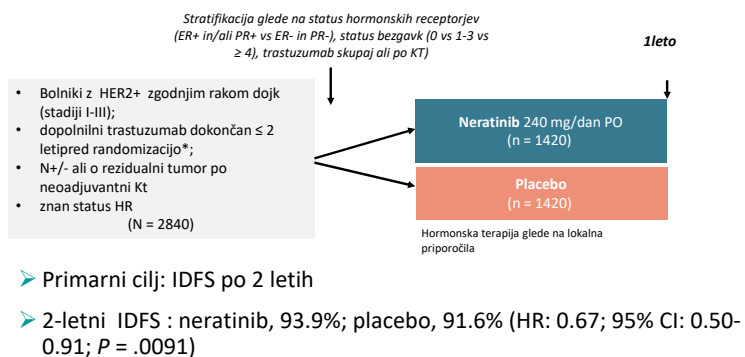 Stratifikacija glede na status hormonskih receptorjev
(ER+ in/ali PR+ vs ER- in PR-), status bezgavk (0 vs 1-3 vs
≥ 4), trastuzumab skupaj ali po KT)
1leto
• Bolniki z HER2+ zgodnjim rakom dojk
(stadiji I-III);
• dopolnilni trastuzumab dokončan ≤ 2
letipred randomizacijo*;
• N+/- ali o rezidualni tumor po
neoadjuvantni Kt
• znan status HR
(N = 2840)
Neratinib 240 mg/dan PO
(n = 1420)
Placebo
(n = 1420)
Hormonska terapija glede na lokalna
priporočila
➢ Primarni cilj: IDFS po 2 letih
➢ 2-letni IDFS : neratinib, 93.9%; placebo, 91.6% (HR: 0.67; 95% CI: 0.50-
0.91; P = .0091)